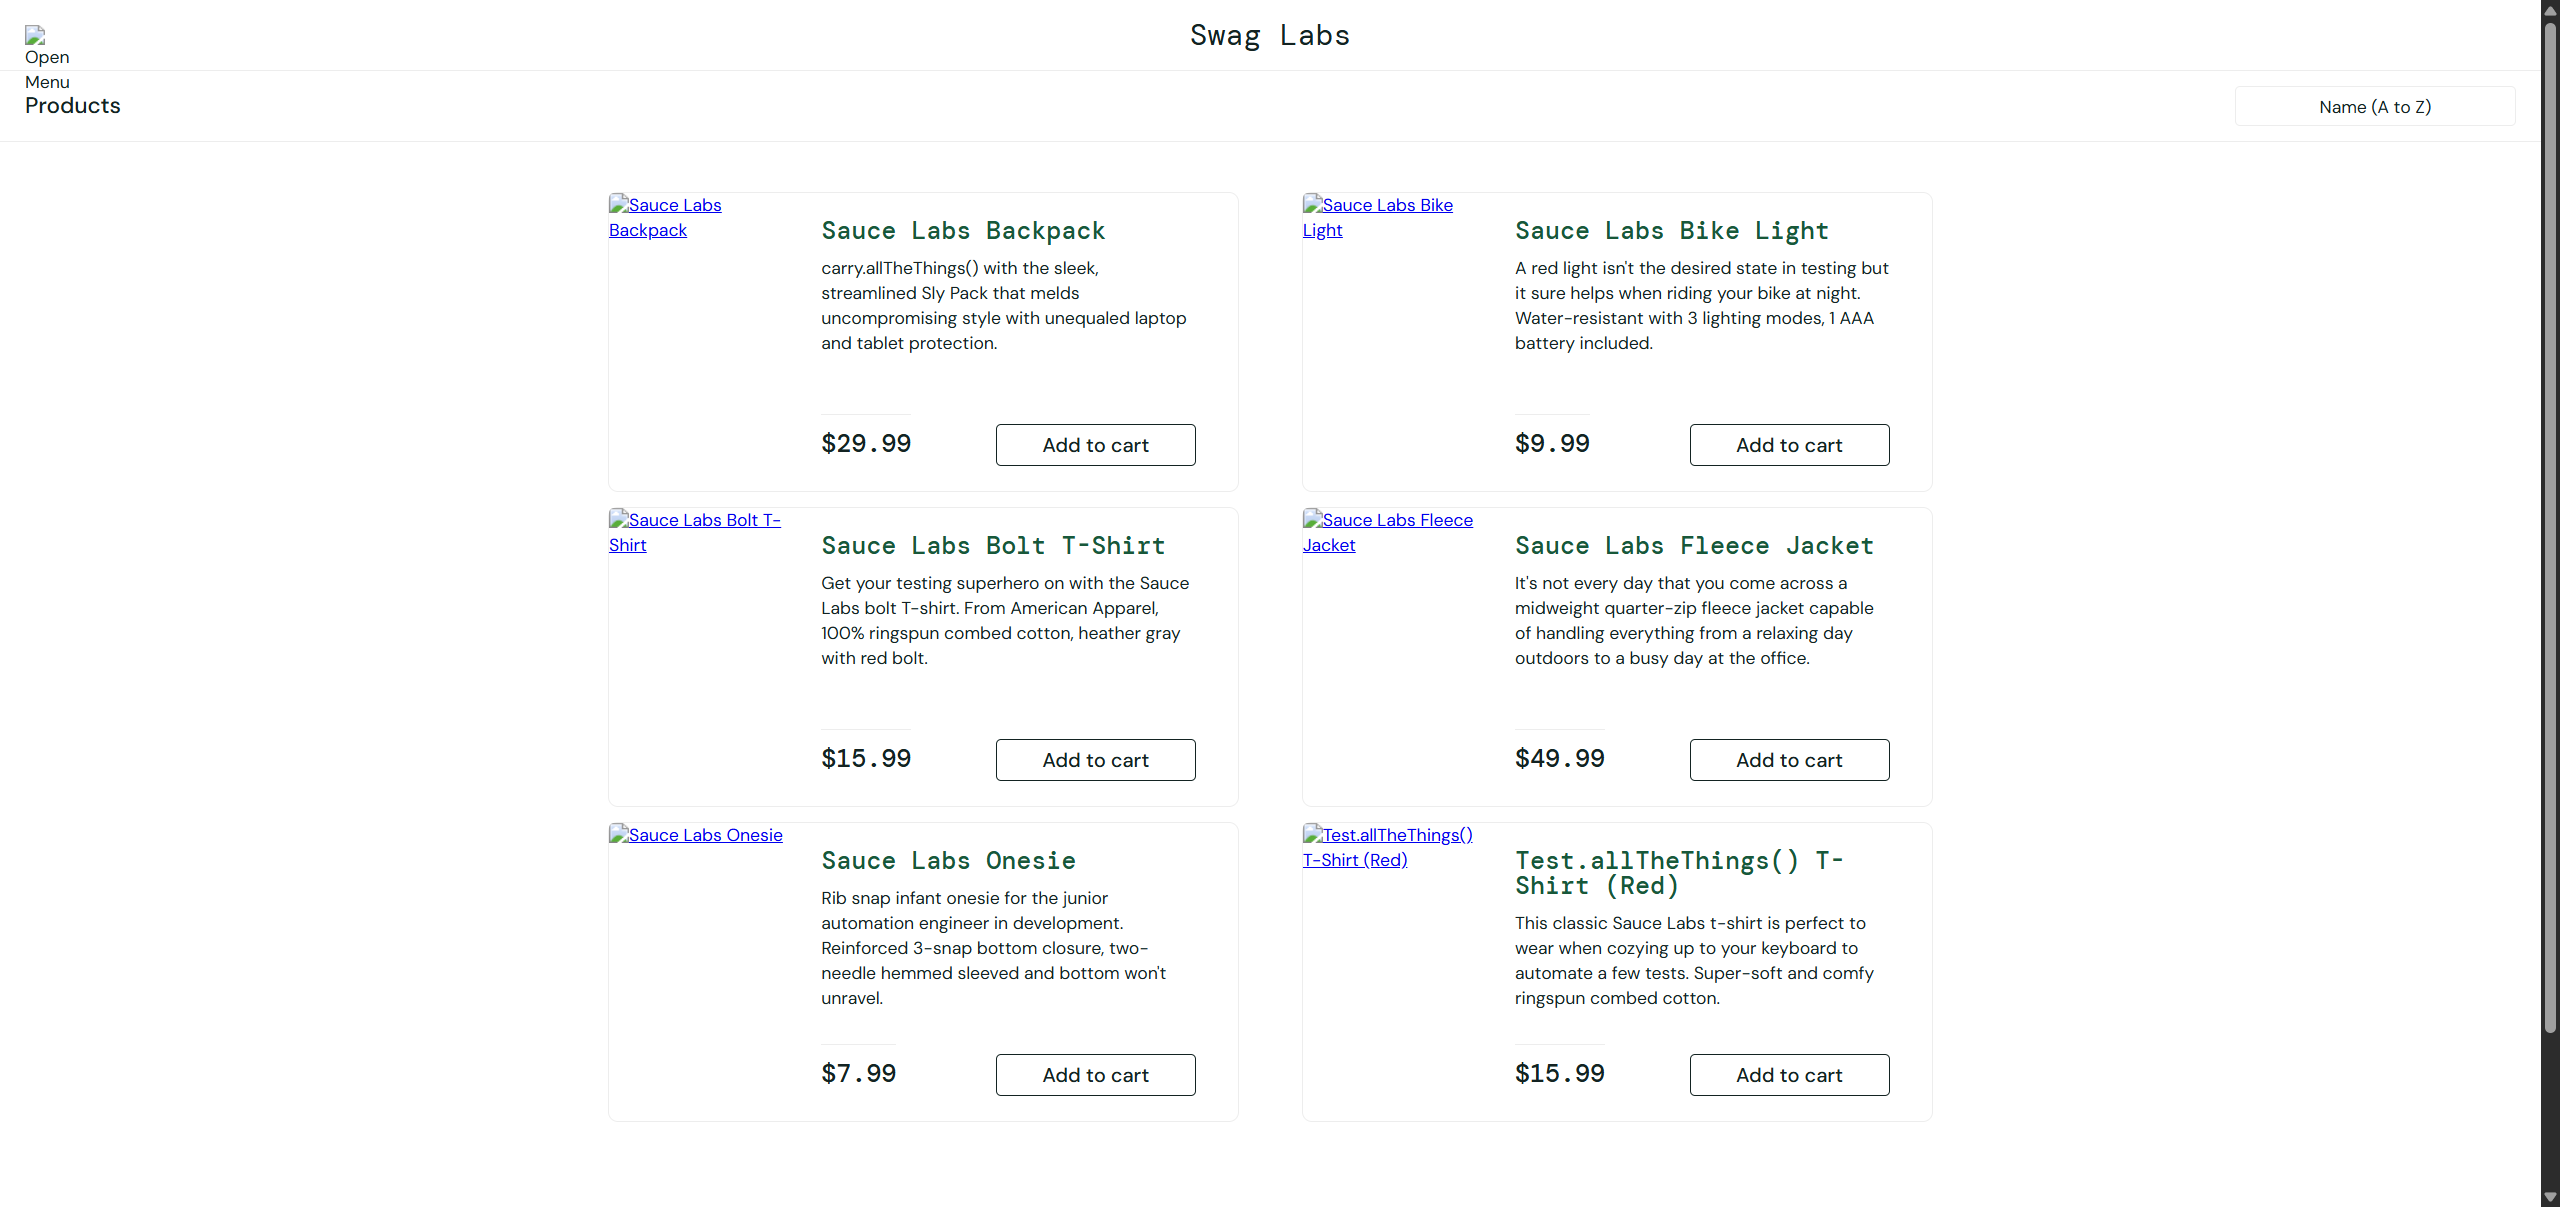 Swag Labs
Open
Menu
Products
Name (A to Z)
Sauce Labs
Backpack
Sauce Labs Backpack
carry.allTheThings() with the sleek,
streamlined Sly Pack that melds
uncompromising style with unequaled laptop
and tablet protection.
$29.99
Add to cart
Sauce Labs Bike
Light
Sauce Labs Bike Light
A red light isn't the desired state in testing but
it sure helps when riding your bike at night.
Water-resistant with 3 lighting modes, 1 AAA
battery included.
$9.99
Add to cart
Sauce Labs Bolt T-
Shirt
Sauce Labs Bolt T-Shirt
Get your testing superhero on with the Sauce
Labs bolt T-shirt. From American Apparel,
100% ringspun combed cotton, heather gray
with red bolt.
$15.99
Add to cart
Sauce Labs Fleece
Jacket
Sauce Labs Fleece Jacket
It's not every day that you come across a
midweight quarter-zip fleece jacket capable
of handling everything from a relaxing day
outdoors to a busy day at the office.
$49.99
Add to cart
Sauce Labs Onesie
Sauce Labs Onesie
Rib snap infant onesie for the junior
automation engineer in development.
Reinforced 3-snap bottom closure, two-
needle hemmed sleeved and bottom won't
unravel.
$7.99
Add to cart
Test.allTheThings()
T-Shirt (Red)
Test.allTheThings() T-
Shirt (Red)
This classic Sauce Labs t-shirt is perfect to
wear when cozying up to your keyboard to
automate a few tests. Super-soft and comfy
ringspun combed cotton.
$15.99
Add to cart